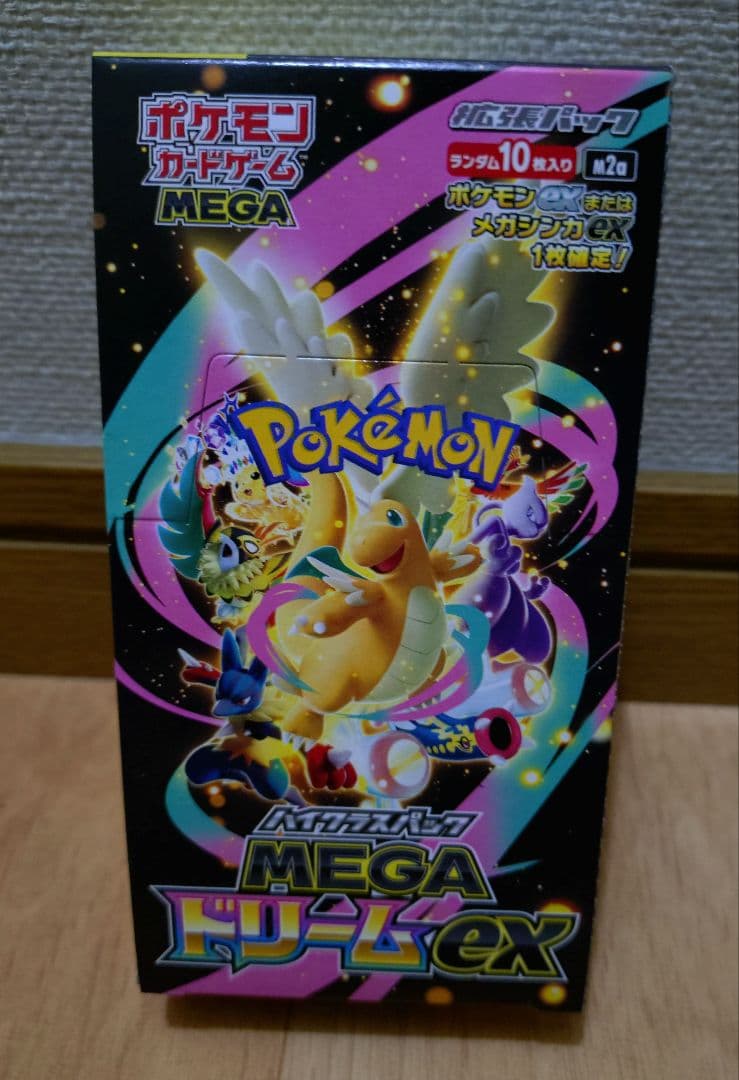 ポケモン
カードゲーム
MEGA
拡張パック
ランダム10枚入り M2a
ポケモンexまたは
メガシンカex
1枚確定!
POKéMON
ハイクラスパック
MEGA
ドリームex